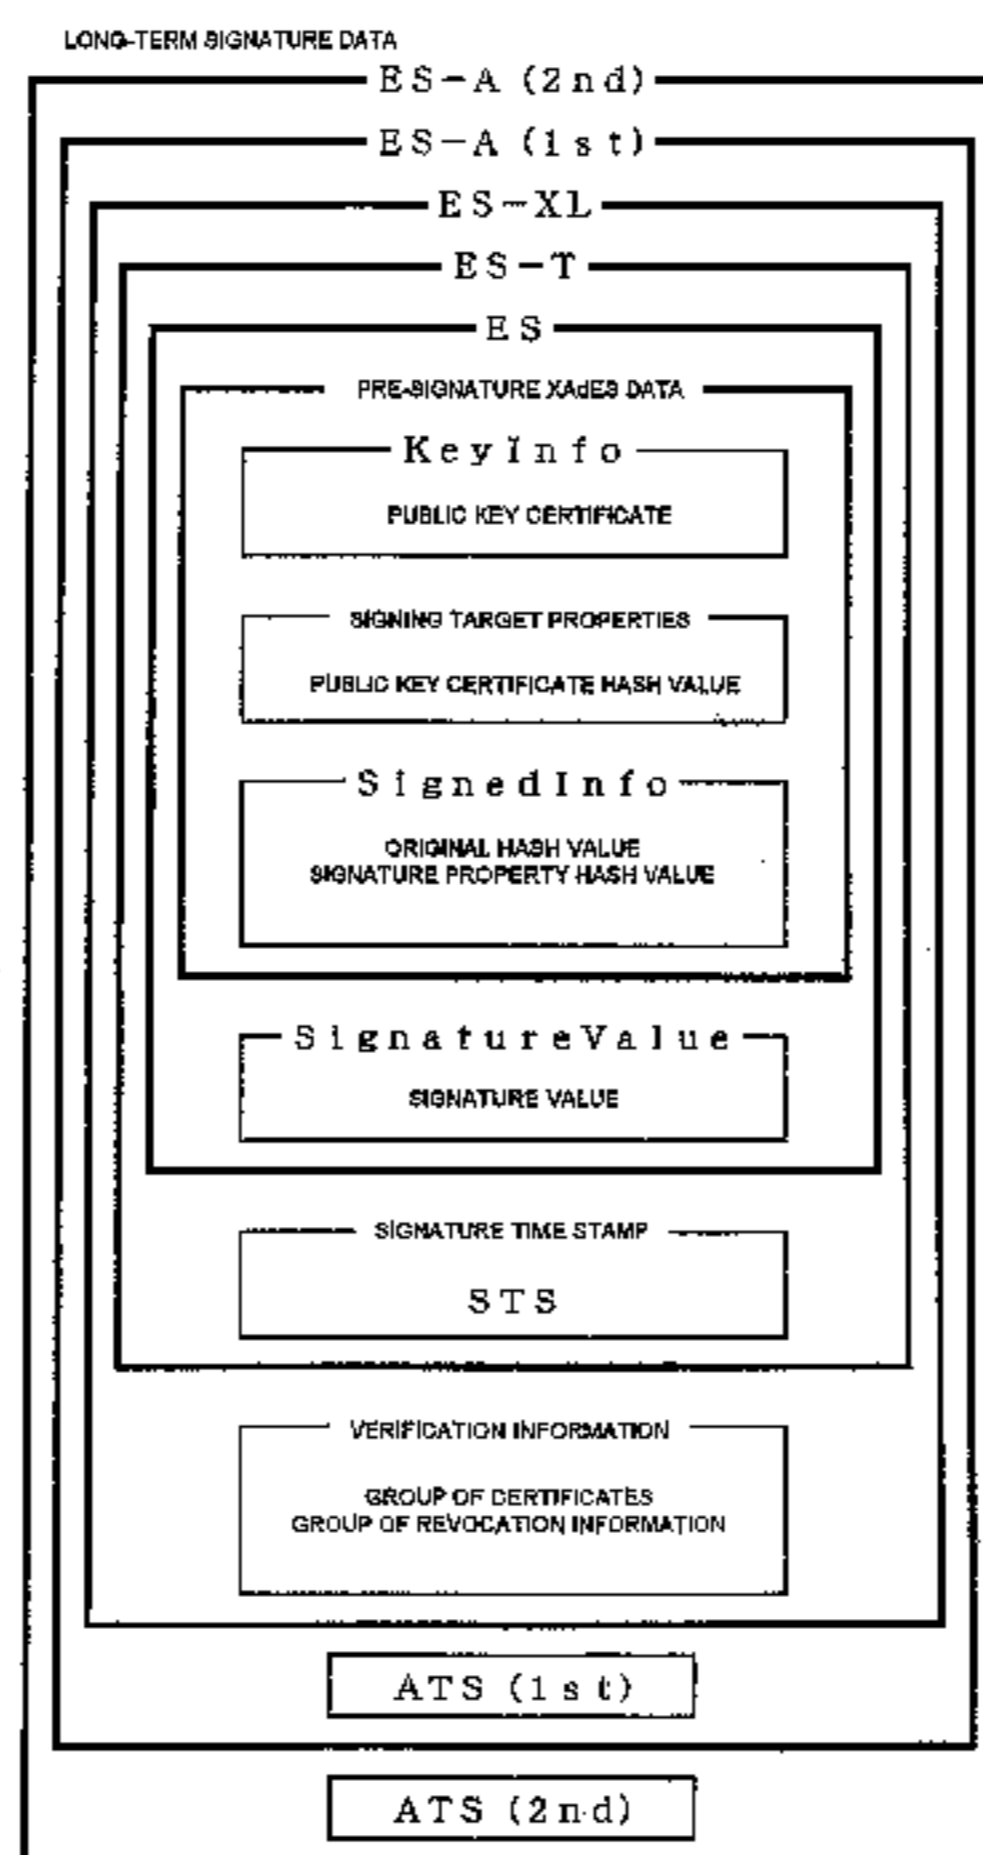 LONG-TERM SIGNATURE DATA
ES-A (2nd)
ES-A (1st)
ES-XL
ES-T
ES
PRE-SIGNATURE XAdES DATA
KeyInfo
PUBLIC KEY CERTIFICATE
SIGNING TARGET PROPERTIES
PUBLIC KEY CERTIFICATE HASH VALUE
SignedInfo
ORIGINAL HASH VALUE
SIGNATURE PROPERTY HASH VALUE
SignatureValue
SIGNATURE VALUE
SIGNATURE TIME STAMP
STS
VERIFICATION INFORMATION
GROUP OF CERTIFICATES
GROUP OF REVOCATION INFORMATION
ATS (1st)
ATS (2nd)